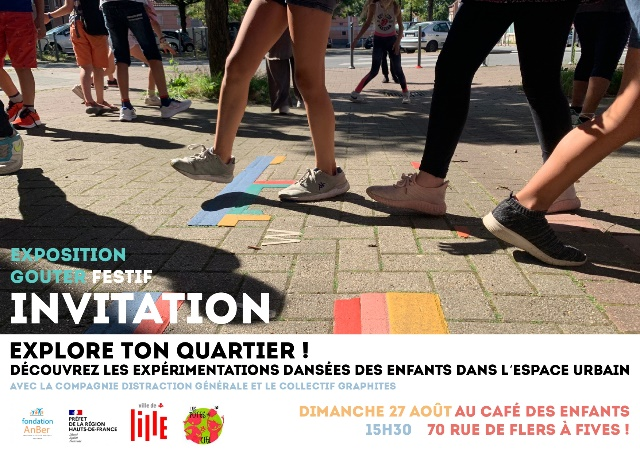 EXPOSITION
GOUTER FESTIF
INVITATION
EXPLORE TON QUARTIER !
DÉCOUVREZ LES EXPÉRIMENTATIONS DANSÉES DES ENFANTS DANS L'ESPACE URBAIN
AVEC LA COMPAGNIE DISTRACTION GÉNÉRALE ET LE COLLECTIF GRAPHITES
DIMANCHE 27 AOÛT AU CAFÉ DES ENFANTS
15H30 70 RUE DE FLERS À FIVES !
fondation
AnBer
PRÉFET
DE LA RÉGION
HAUTS-DE-FRANCE
ville de
lille